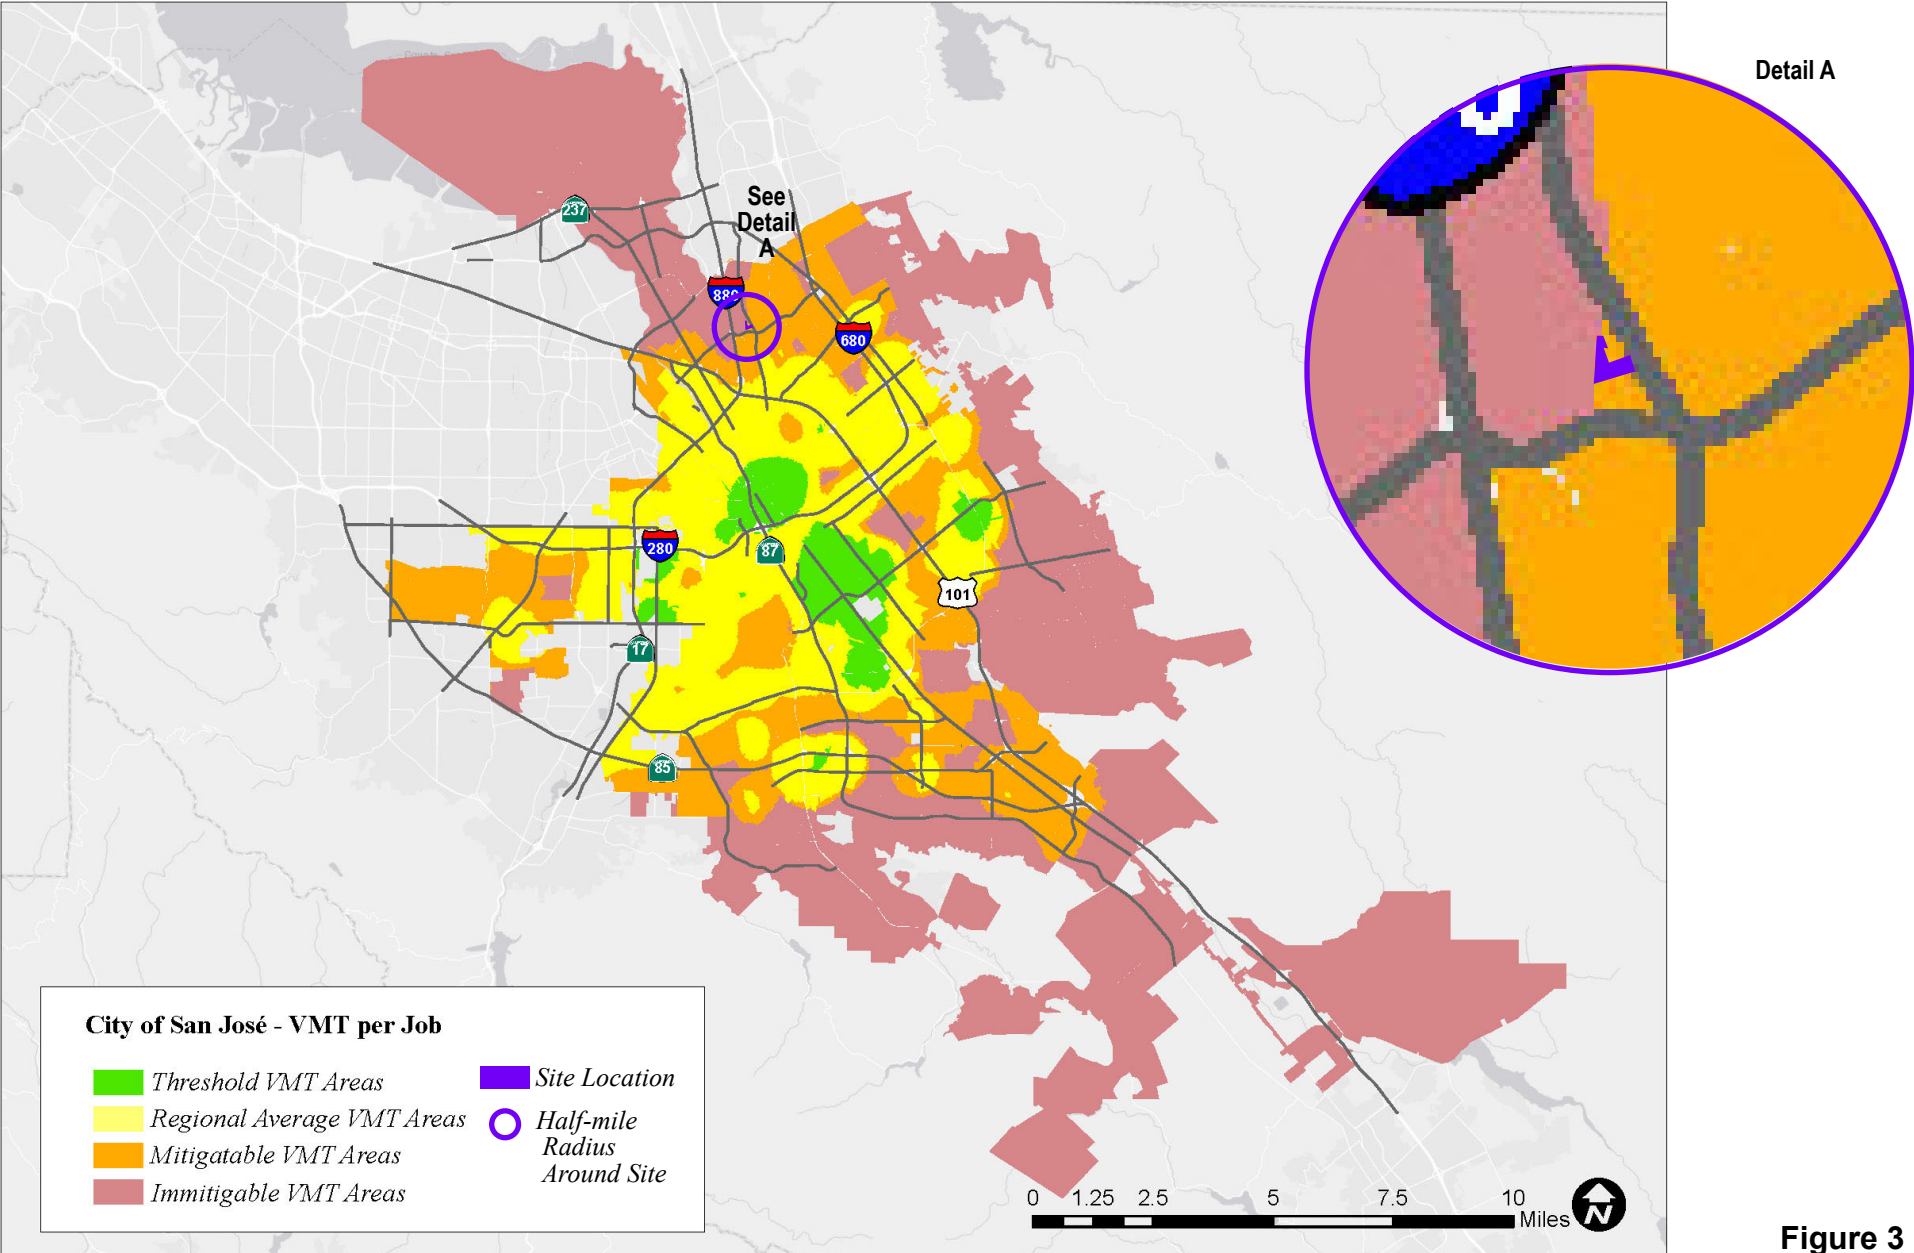 Detail A
See
Detail
A
237
880
680
280
87
101
17
85
City of San José - VMT per Job
Threshold VMT Areas
Regional Average VMT Areas
Mitigatable VMT Areas
Immitigable VMT Areas
Site Location
Half-mile
Radius
Around Site
0 1.25 2.5 5 7.5 10
Miles
N
Figure 3